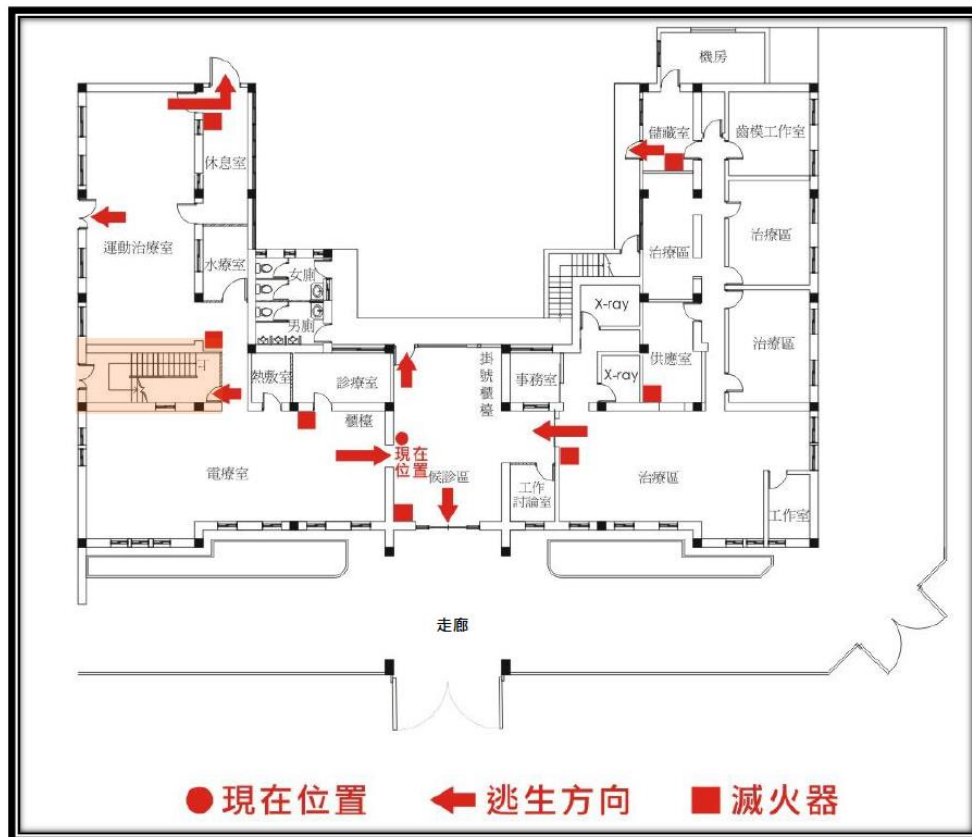 機房
儲藏室
齒模工作室
休息室
運動治療室
水療室
女廁
男廁
治療區
治療區
X-ray
治療區
供應室
X-ray
熱敷室
診療室
掛號櫃檯
事務室
櫃檯
現在
位置
電療室
候診區
工作
討論室
治療區
工作室
走廊
現在位置
逃生方向
滅火器